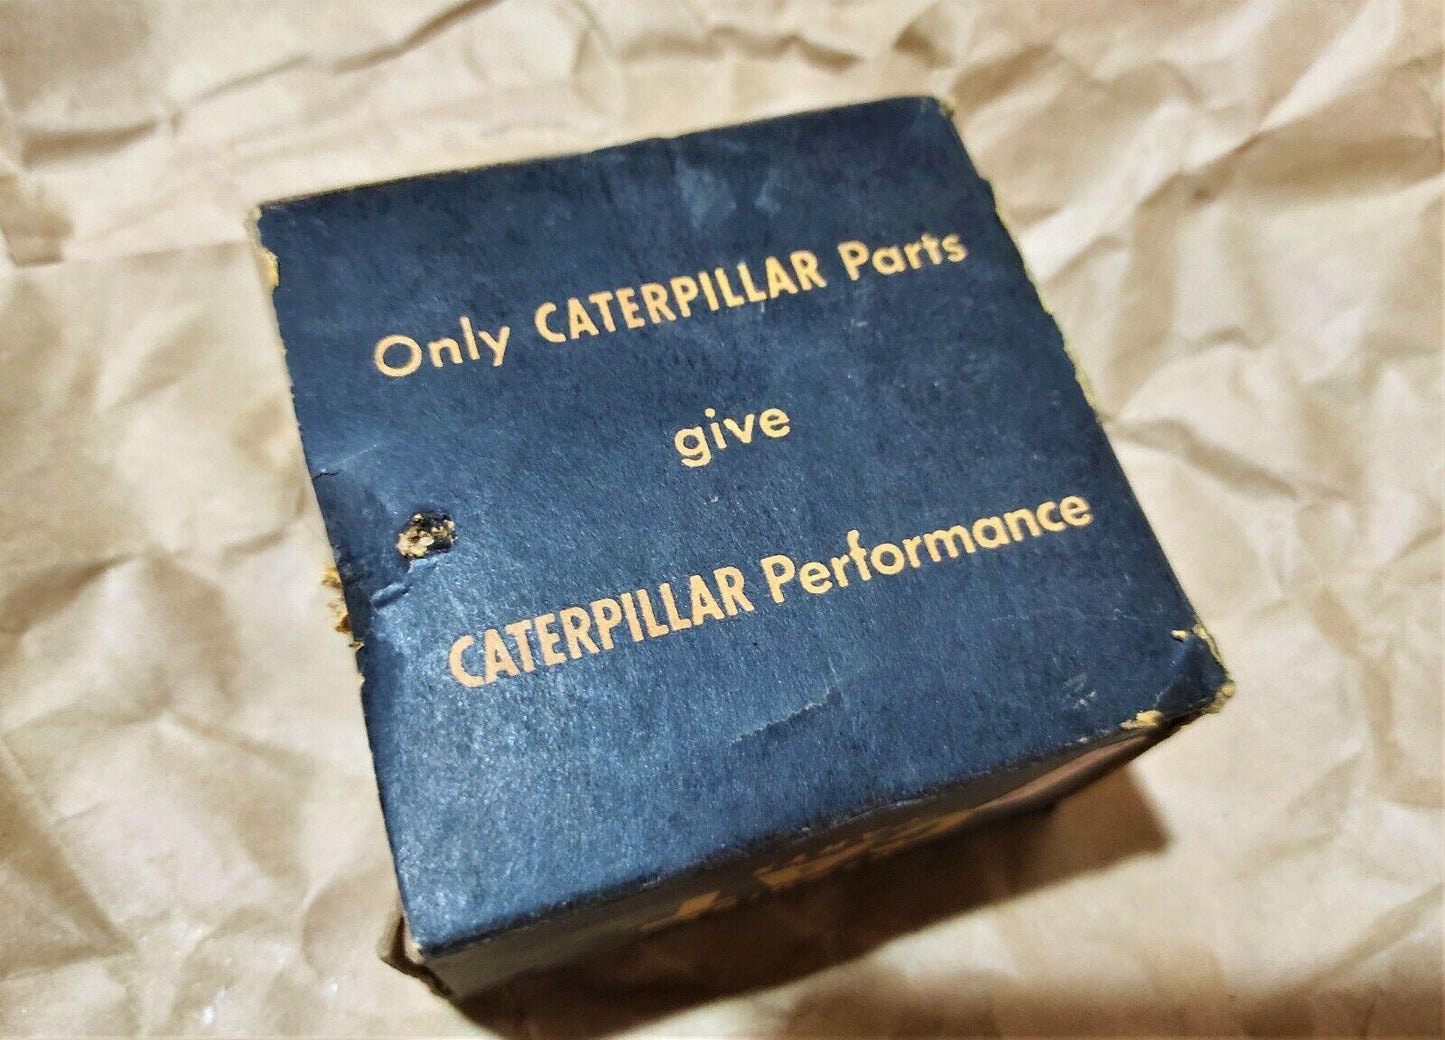 Only CATERPILLAR Parts
give
CATERPILLAR Performance